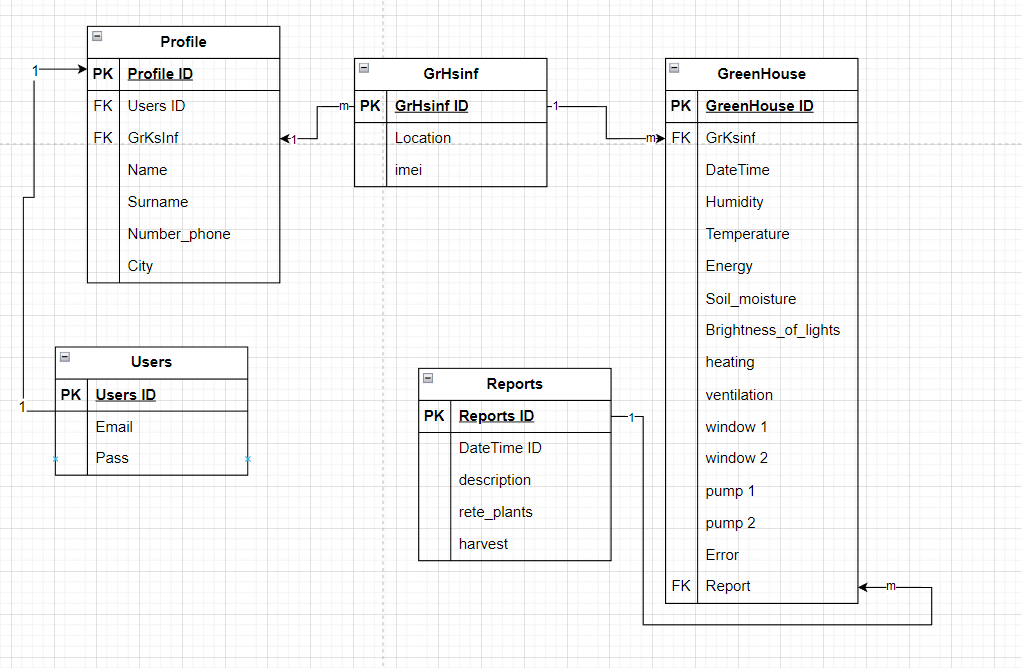 Profile
PK Profile ID
FK Users ID
FK GrKsInf
Name
Surname
Number_phone
City
1
1
m
1
GrHsinf
PK GrHsinf ID
Location
imei
1
m
GreenHouse
PK GreenHouse ID
FK GrKsinf
DateTime
Humidity
Temperature
Energy
Soil_moisture
Brightness_of_lights
heating
ventilation
window 1
window 2
pump 1
pump 2
Error
FK Report
Users
PK Users ID
Email
Pass
Reports
PK Reports ID
DateTime ID
description
rete_plants
harvest
1
m